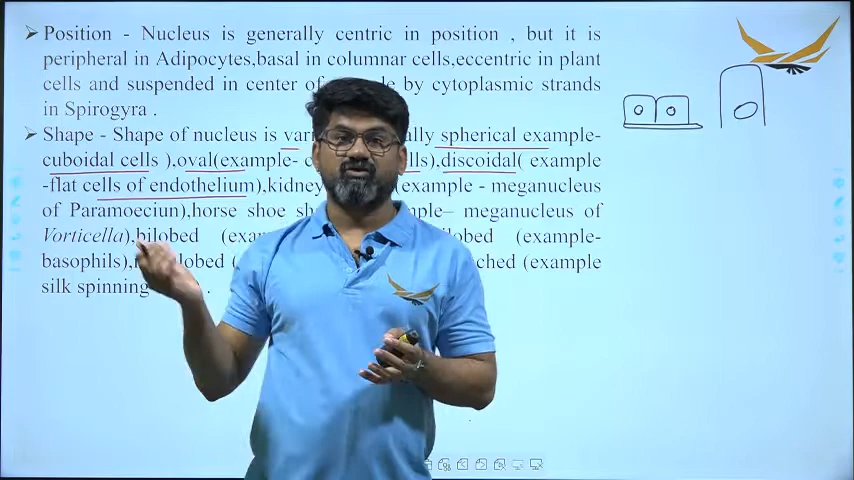 ➢ Position - Nucleus is generally centric in position , but it is
peripheral in Adipocytes,basal in columnar cells,eccentric in plant
cells and suspended in center of by cytoplasmic strands
in Spirogyra .
➢ Shape - Shape of nucleus is spherical example-
cuboidal cells ),oval(example- ),discoidal( example
-flat cells of endothelium),kidney (example - meganucleus
of Paramoeciun),horse shoe meganucleus of
Vorticella),bilobed (example-
basophils), (example
silk spinning .